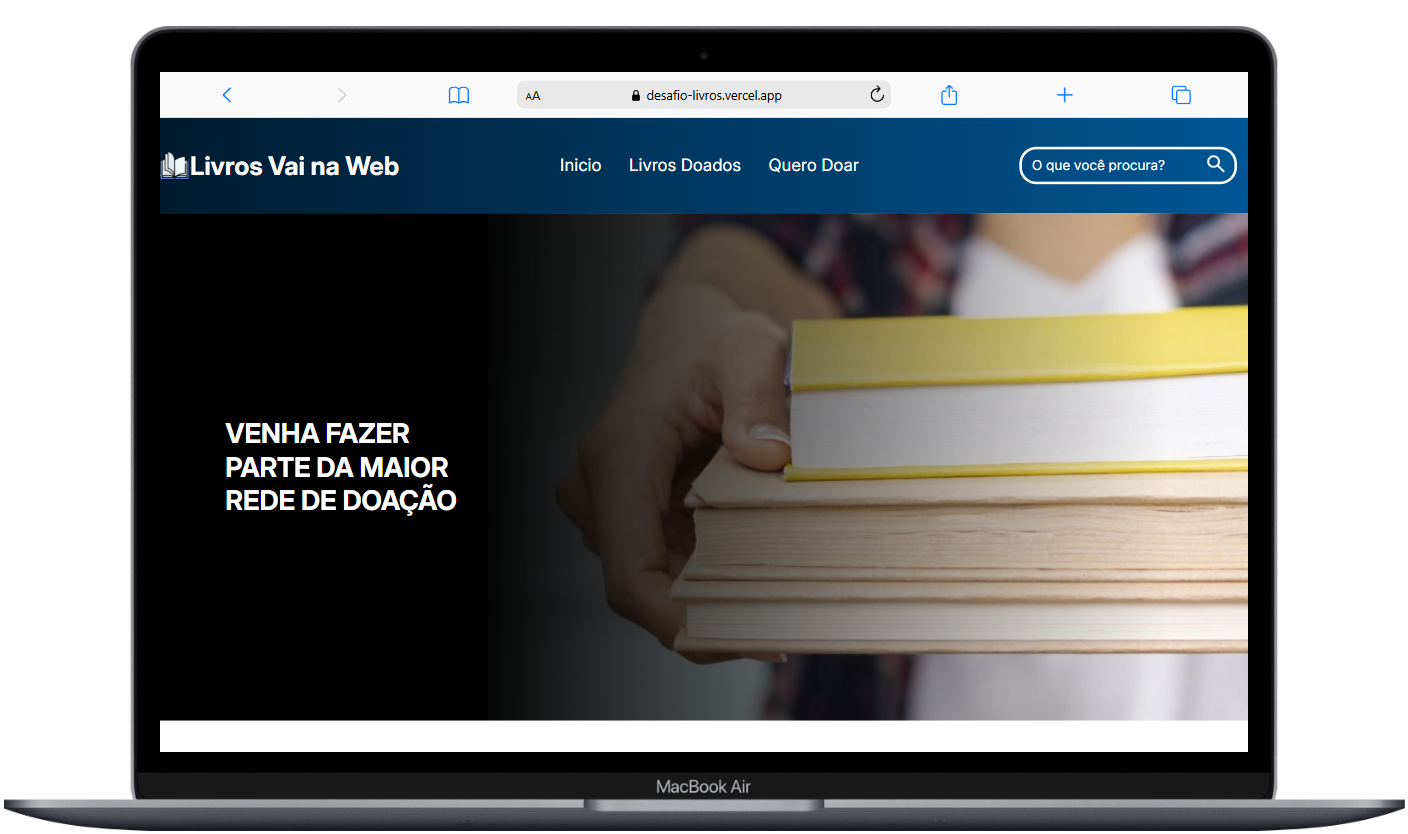 AA
desafio-livros.vercel.app
Livros Vai na Web
Inicio
Livros Doados
Quero Doar
O que você procura?
VENHA FAZER
PARTE DA MAIOR
REDE DE DOAÇÃO
MacBook Air